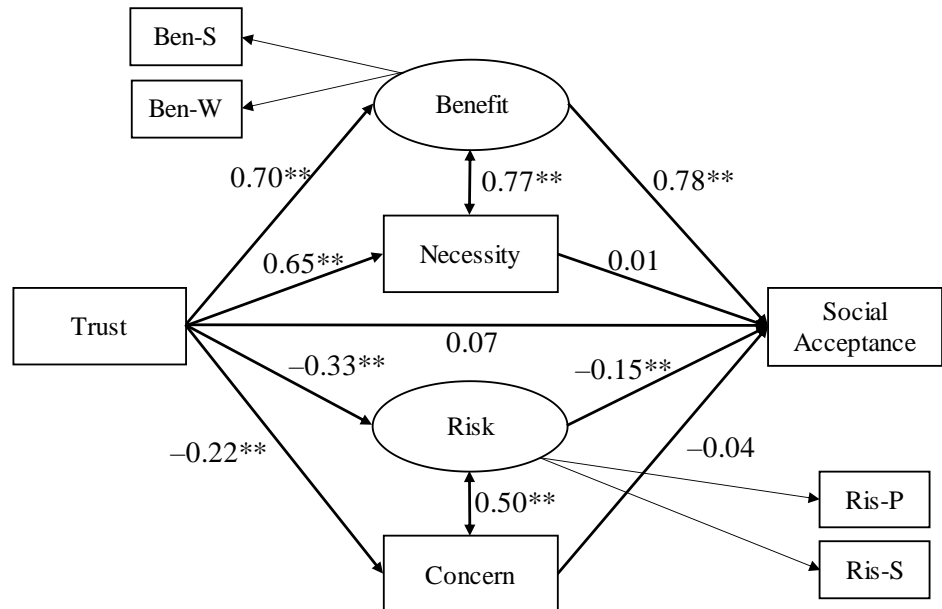 Ben-S
Ben-W
Benefit
0.70**
0.77**
0.78**
0.65**
Necessity
0.01
Trust
0.07
Social
Acceptance
–0.33**
–0.15**
Risk
–0.22**
–0.04
0.50**
Ris-P
Concern
Ris-S